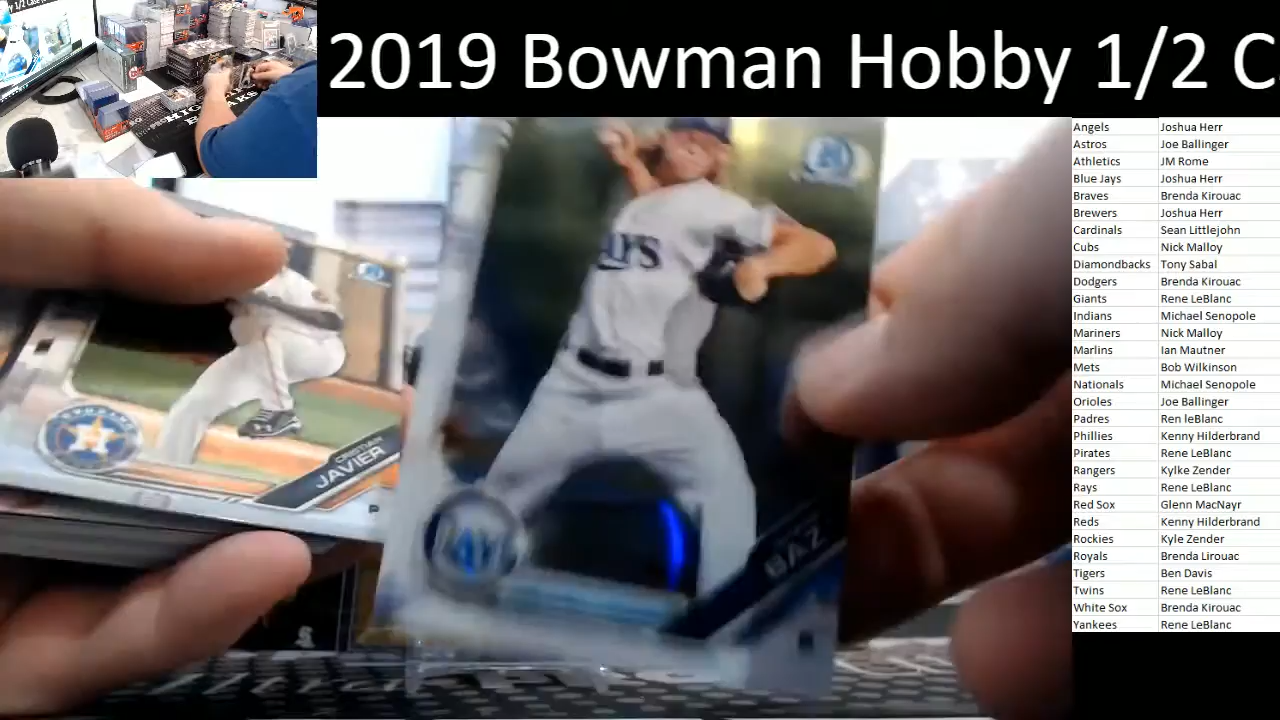 2019 Bowman Hobby 1/2 C
Angels Joshua Herr
Astros Joe Ballinger
Athletics JM Rome
Blue Jays Joshua Herr
Braves Brenda Kirouac
Brewers Joshua Herr
Cardinals Sean Littlejohn
Cubs Nick Malloy
Diamondbacks Tony Sabal
Dodgers Brenda Kirouac
Giants Rene LeBlanc
Indians Michael Senopole
Mariners Nick Malloy
Marlins Ian Mautner
Mets Bob Wilkinson
Nationals Michael Senopole
Orioles Joe Ballinger
Padres Ren leBlanc
Phillies Kenny Hilderbrand
Pirates Rene LeBlanc
Rangers Kylke Zender
Rays Rene LeBlanc
Red Sox Glenn MacNayr
Reds Kenny Hilderbrand
Rockies Kyle Zender
Royals Brenda Lirouac
Tigers Ben Davis
Twins Rene LeBlanc
White Sox Brenda Kirouac
Yankees Rene LeBlanc
CRISTIAN
JAVIER
BAZ